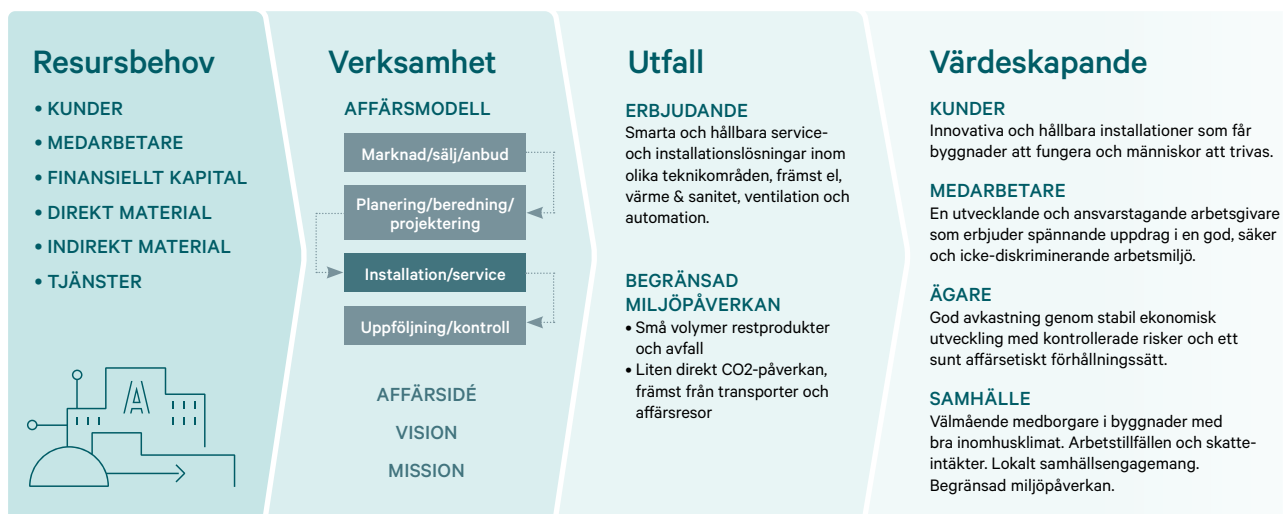 Resursbehov
• KUNDER
• MEDARBETARE
• FINANSIELLT KAPITAL
• DIREKT MATERIAL
• INDIREKT MATERIAL
• TJÄNSTER
A
Verksamhet
AFFÄRSMODELL
Marknad/sälj/anbud
Planering/beredning/
projektering
Installation/service
Uppföljning/kontroll
AFFÄRSIDÉ
VISION
MISSION
Utfall
ERBJUDANDE
Smarta och hållbara service-
och installationslösningar inom
olika teknikområden, främst el,
värme & sanitet, ventilation och
automation.
BEGRÄNSAD
MILJÖPÅVERKAN
• Små volymer restprodukter
och avfall
• Liten direkt CO2-påverkan,
främst från transporter och
affärsresor
Värdeskapande
KUNDER
Innovativa och hållbara installationer som får
byggnader att fungera och människor att trivas.
MEDARBETARE
En utvecklande och ansvarstagande arbetsgivare
som erbjuder spännande uppdrag i en god, säker
och icke-diskriminerande arbetsmiljö.
ÄGARE
God avkastning genom stabil ekonomisk
utveckling med kontrollerade risker och ett
sunt affärsetiskt förhållningssätt.
SAMHÄLLE
Välmående medborgare i byggnader med
bra inomhusklimat. Arbetstillfällen och skatte-
intäkter. Lokalt samhällsengagemang.
Begränsad miljöpåverkan.